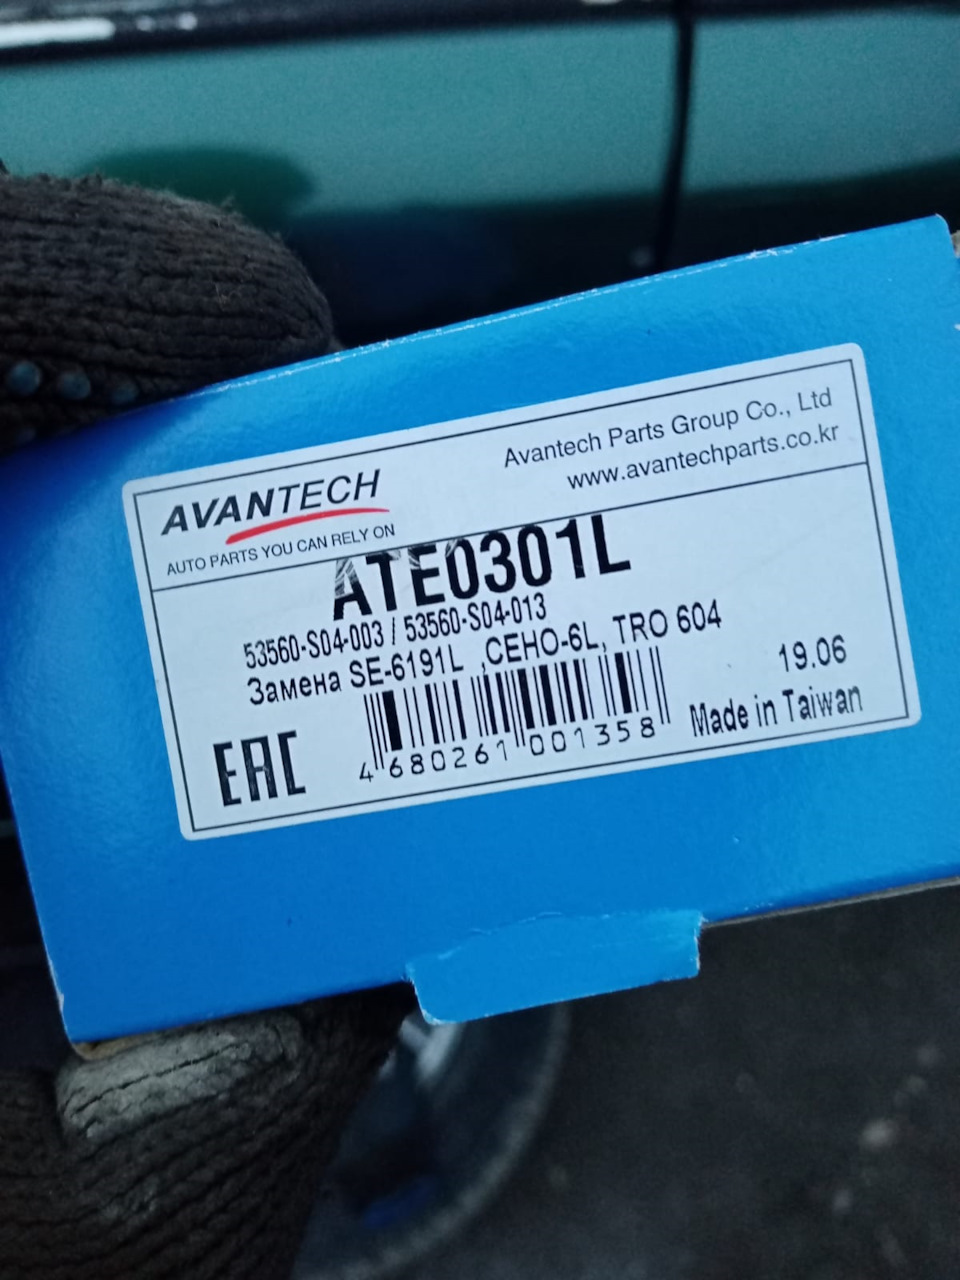 AVANTECH
AUTO PARTS YOU CAN RELY ON
Avantech Parts Group Co., Ltd
www.avantechparts.co.kr
ATE0301L
53560-S04-003 / 53560-S04-013
Замена SE-6191L ,CEHO-6L, TRO 604
19.06
EAC
4 680261 001358
Made in Taiwan